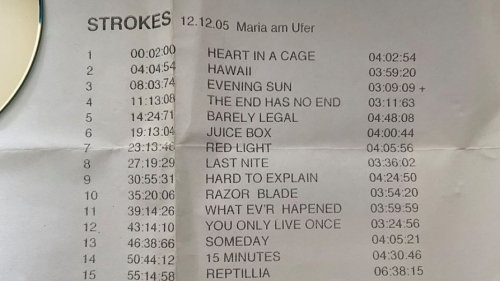 STROKES 12.12.05 Maria am Ufer
1 00:02:00 HEART IN A CAGE 04:02:54
2 04:04:54 HAWAII 03:59:20
3 08:03:74 EVENING SUN 03:09:09 +
4 11:13:08 THE END HAS NO END 03:11:63
5 14:24:71 BARELY LEGAL 04:48:08
6 19:13:04 JUICE BOX 04:00:44
7 23:13:48 RED LIGHT 04:05:56
8 27:19:29 LAST NITE 03:36:02
9 30:55:31 HARD TO EXPLAIN 04:24:50
10 35:20:06 RAZOR BLADE 03:54:20
11 39:14:26 WHAT EV'R HAPENED 03:59:59
12 43:14:10 YOU ONLY LIVE ONCE 03:24:56
13 46:38:66 SOMEDAY 04:05:21
14 50:44:12 15 MINUTES 04:30:46
15 55:14:58 REPTILLIA 06:38:15